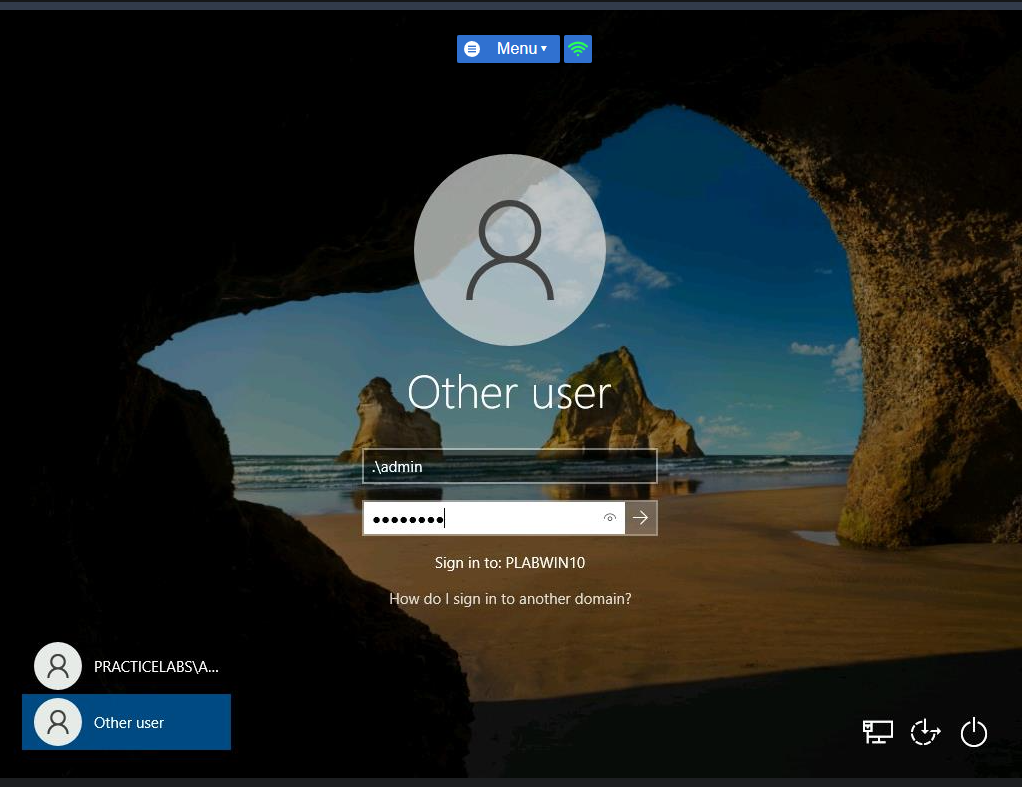 Menu
Other user
.\admin
Sign in to: PLABWIN10
How do I sign in to another domain?
PRACTICELABS\A...
Other user